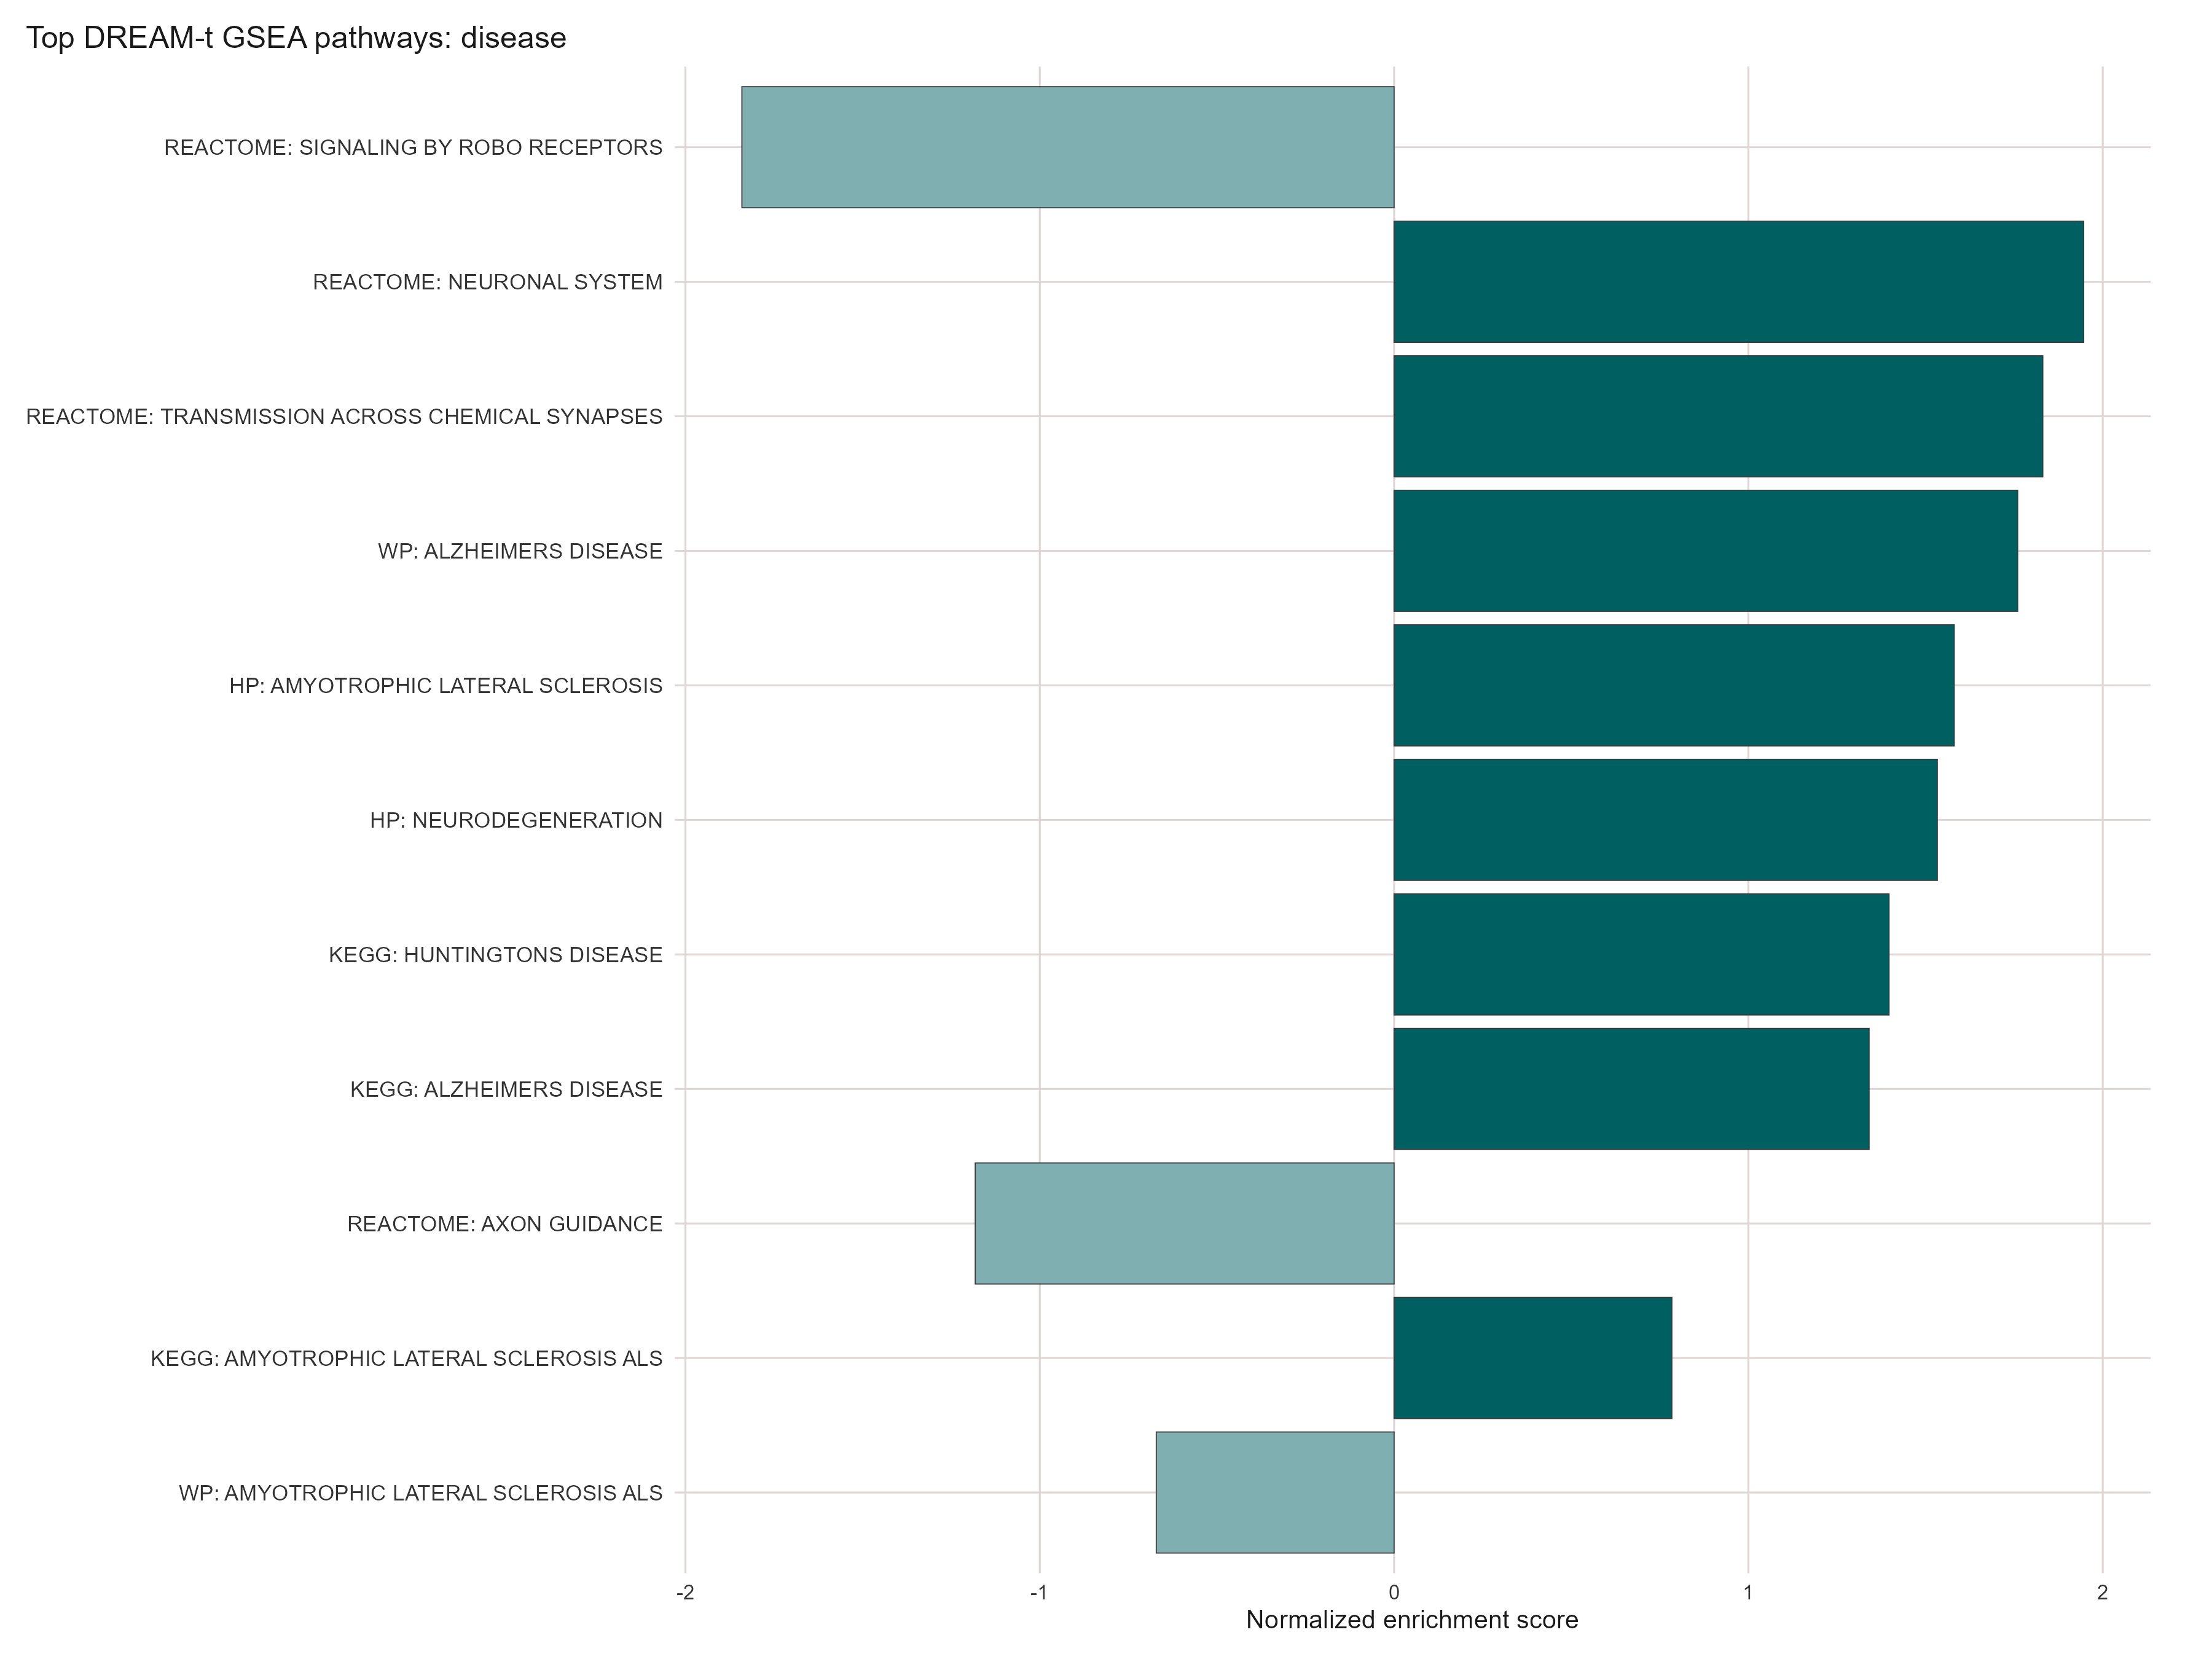 Top DREAM-t GSEA pathways: disease
REACTOME: SIGNALING BY ROBO RECEPTORS
REACTOME: NEURONAL SYSTEM
REACTOME: TRANSMISSION ACROSS CHEMICAL SYNAPSES
WP: ALZHEIMERS DISEASE
HP: AMYOTROPHIC LATERAL SCLEROSIS
HP: NEURODEGENERATION
KEGG: HUNTINGTONS DISEASE
KEGG: ALZHEIMERS DISEASE
REACTOME: AXON GUIDANCE
KEGG: AMYOTROPHIC LATERAL SCLEROSIS ALS
WP: AMYOTROPHIC LATERAL SCLEROSIS ALS
-2 -1 0 1 2
Normalized enrichment score